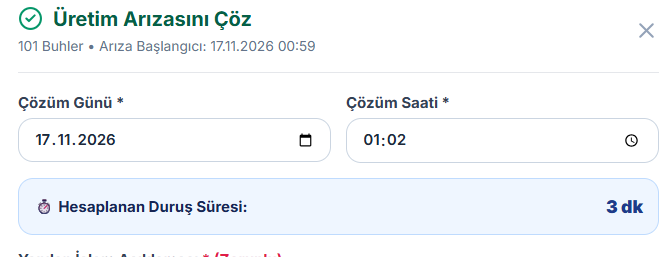 Üretim Arızasını Çöz
101 Buhler • Arıza Başlangıcı: 17.11.2026 00:59
Çözüm Günü *
Çözüm Saati *
17.11.2026
01:02
Hesaplanan Duruş Süresi:
3 dk